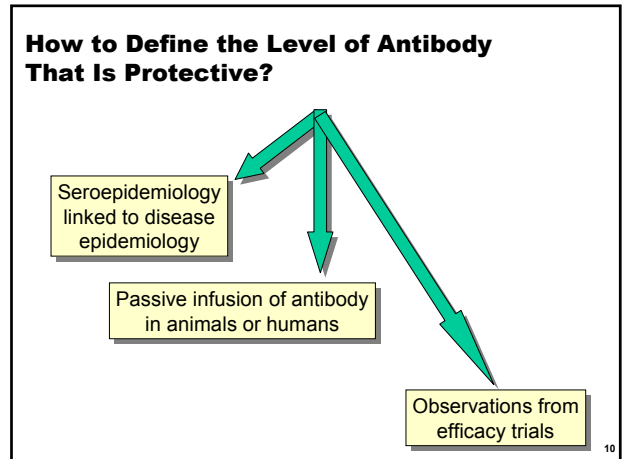 How to Define the Level of Antibody
That Is Protective?
Seroepidemiology
linked to disease
epidemiology
Passive infusion of antibody
in animals or humans
Observations from
efficacy trials
10